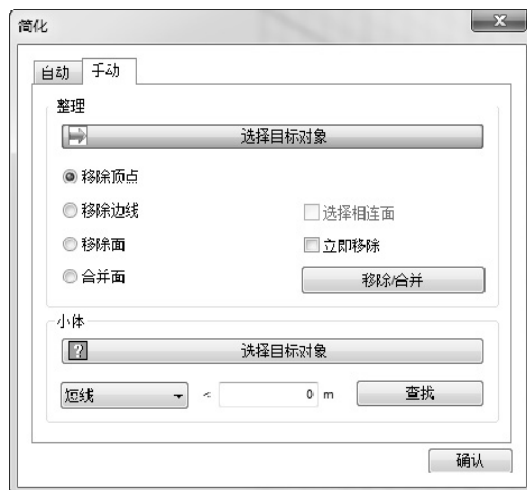 简化
自动 手动
整理
选择目标对象
移除顶点
移除边线 选择相连面
移除面 立即移除
合并面 移除/合并
小体
? 选择目标对象
短线 < 0 m 查找
确认